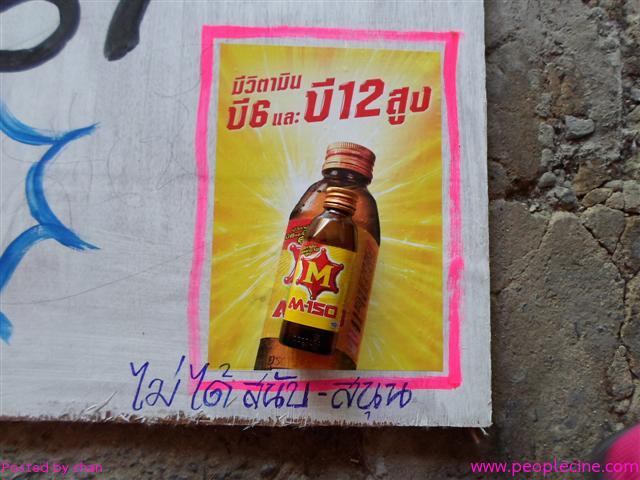 มีวิตามิน
บี6 และ บี12 สูง
M
M-150
ไม่ได้ สนับ-สนุน
Posted by chan
www.peoplecine.com